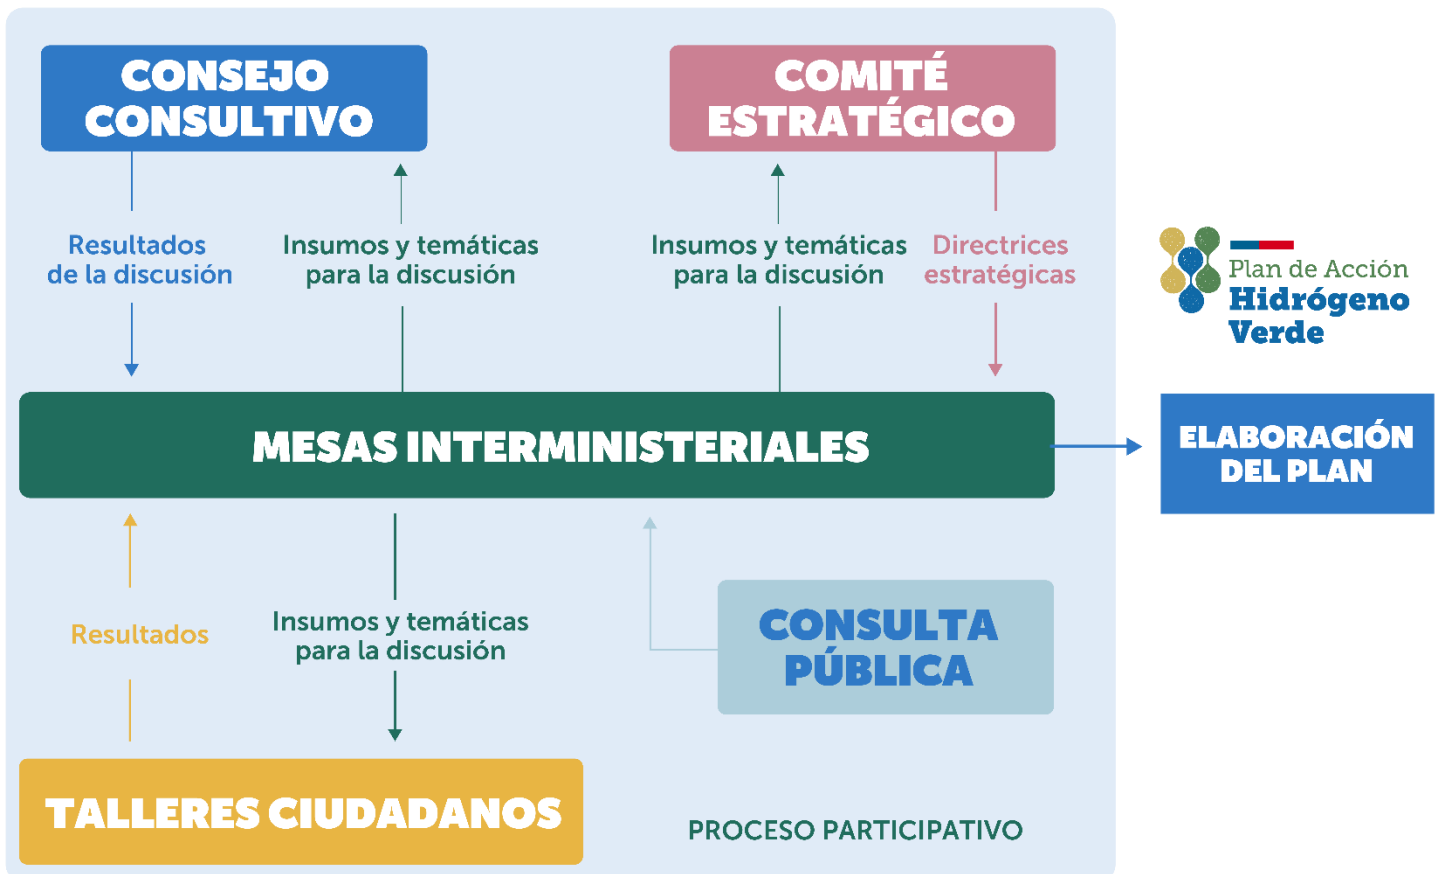 CONSEJO
CONSULTIVO
COMITÉ
ESTRATÉGICO
Resultados
de la discusión
Insumos y temáticas
para la discusión
Insumos y temáticas
para la discusión
Directrices
estratégicas
Plan de Acción
Hidrógeno
Verde
MESAS INTERMINISTERIALES
ELABORACIÓN
DEL PLAN
Resultados
Insumos y temáticas
para la discusión
CONSULTA
PÚBLICA
TALLERES CIUDADANOS
PROCESO PARTICIPATIVO